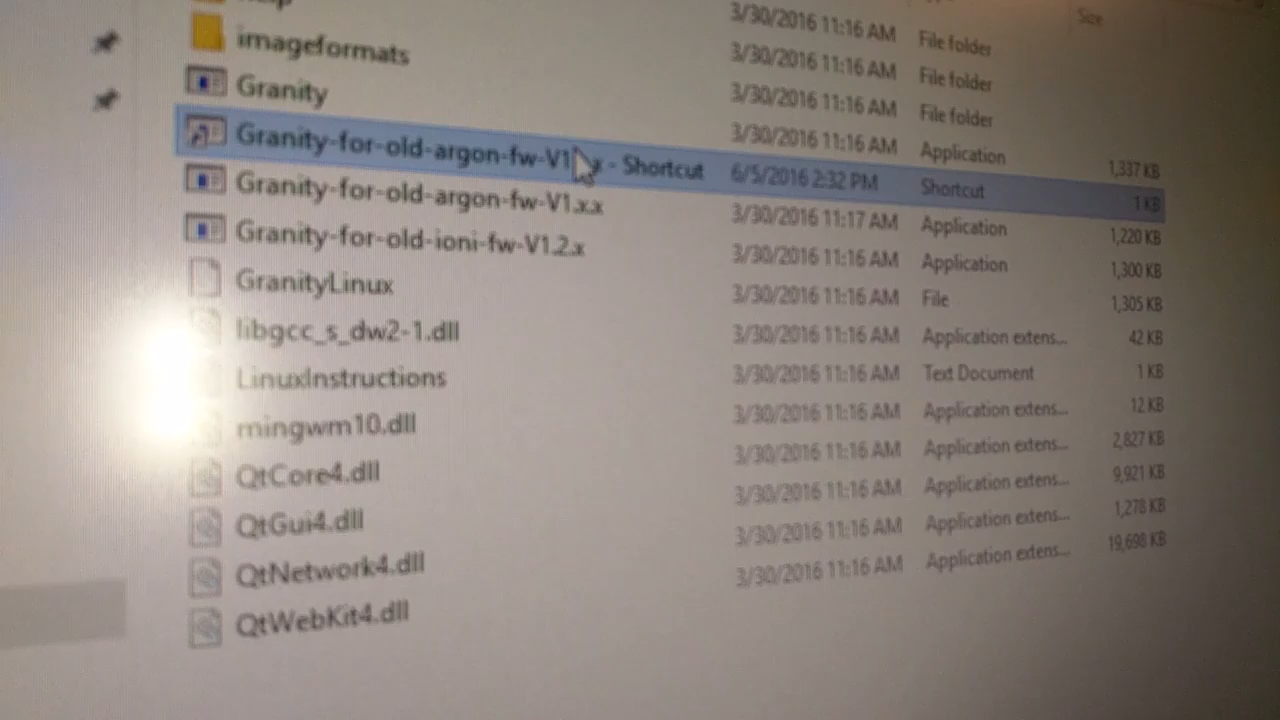 Size
3/30/2016 11:16 AM File folder
3/30/2016 11:16 AM File folder
imageformats 3/30/2016 11:16 AM File folder
Granity 3/30/2016 11:16 AM Application 1,337 KB
Granity-for-old-argon-fw-V1 x - Shortcut 6/5/2016 2:32 PM Shortcut 1 KB
Granity-for-old-argon-fw-V1.x.x 3/30/2016 11:17 AM Application 1,220 KB
Granity-for-old-ioni-fw-V1.2.x 3/30/2016 11:16 AM Application 1,300 KB
GranityLinux 3/30/2016 11:16 AM File 1,305 KB
libgcc_s_dw2-1.dll 3/30/2016 11:16 AM Application extens... 42 KB
LinuxInstructions 3/30/2016 11:16 AM Text Document 1 KB
mingwm10.dll 3/30/2016 11:16 AM Application extens... 12 KB
QtCore4.dll 3/30/2016 11:16 AM Application extens... 2,827 KB
QtGui4.dll 3/30/2016 11:16 AM Application extens... 9,921 KB
QtNetwork4.dll 3/30/2016 11:16 AM Application extens... 1,278 KB
QtWebKit4.dll 3/30/2016 11:16 AM Application extens... 19,698 KB